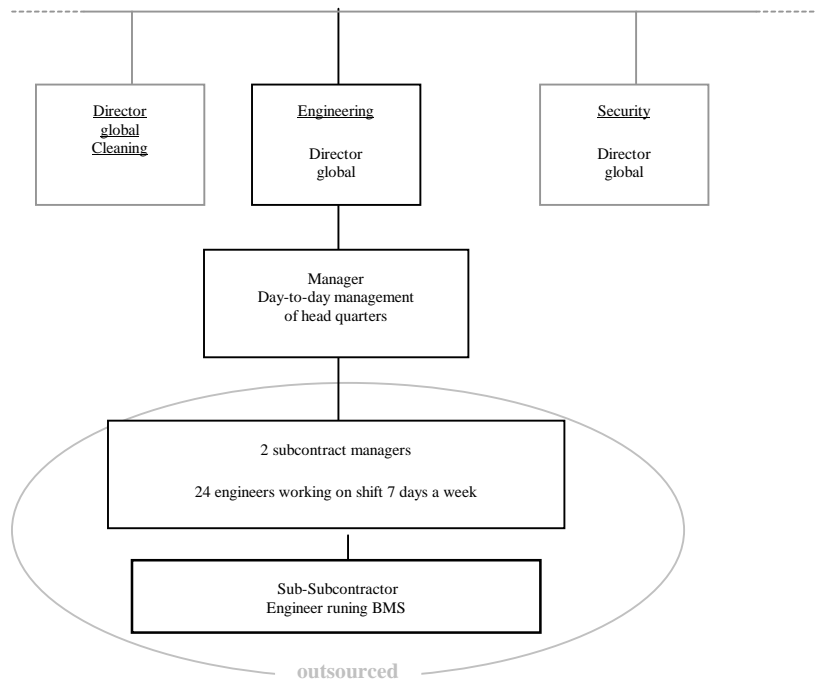 Director
global
Cleaning
Engineering
Director
global
Security
Director
global
Manager
Day-to-day management
of head quarters
2 subcontract managers
24 engineers working on shift 7 days a week
Sub-Subcontractor
Engineer runing BMS
outsourced